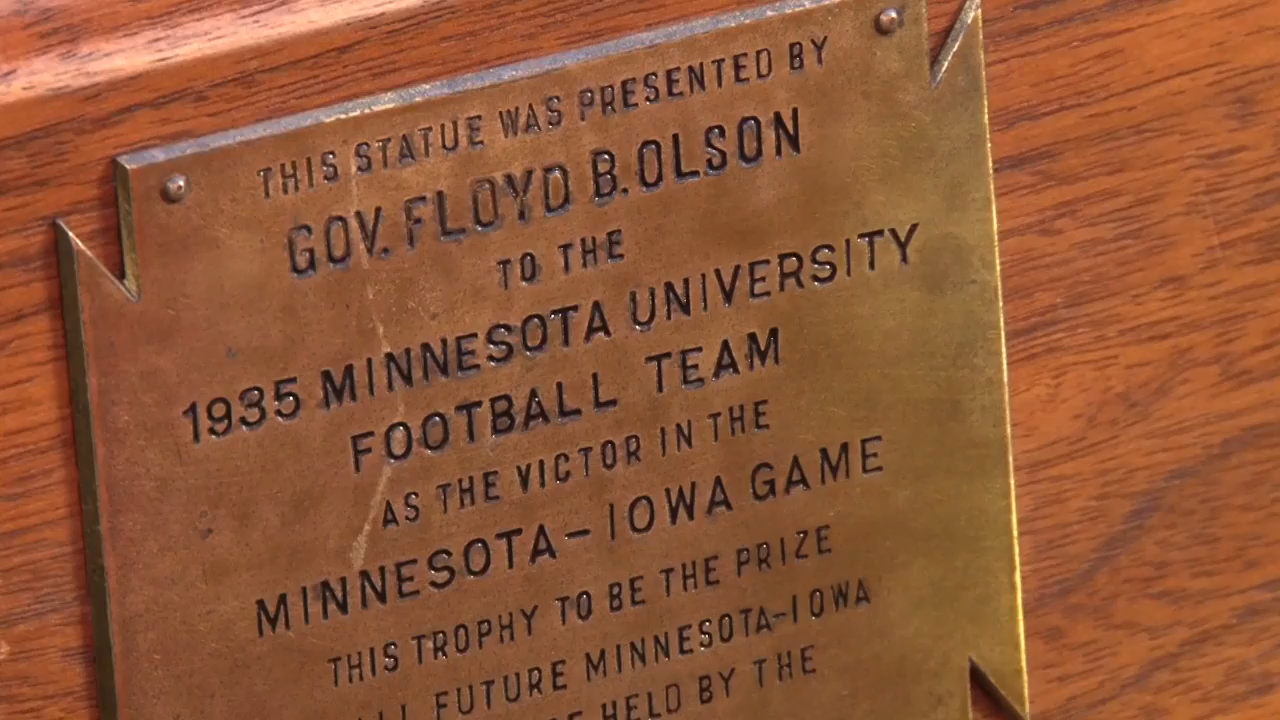 THIS STATUE WAS PRESENTED BY
GOV. FLOYD B. OLSON
TO THE
1935 MINNESOTA UNIVERSITY
FOOTBALL TEAM
AS THE VICTOR IN THE
MINNESOTA-IOWA GAME
THIS TROPHY TO BE THE PRIZE
FUTURE MINNESOTA-IOWA
HELD BY THE